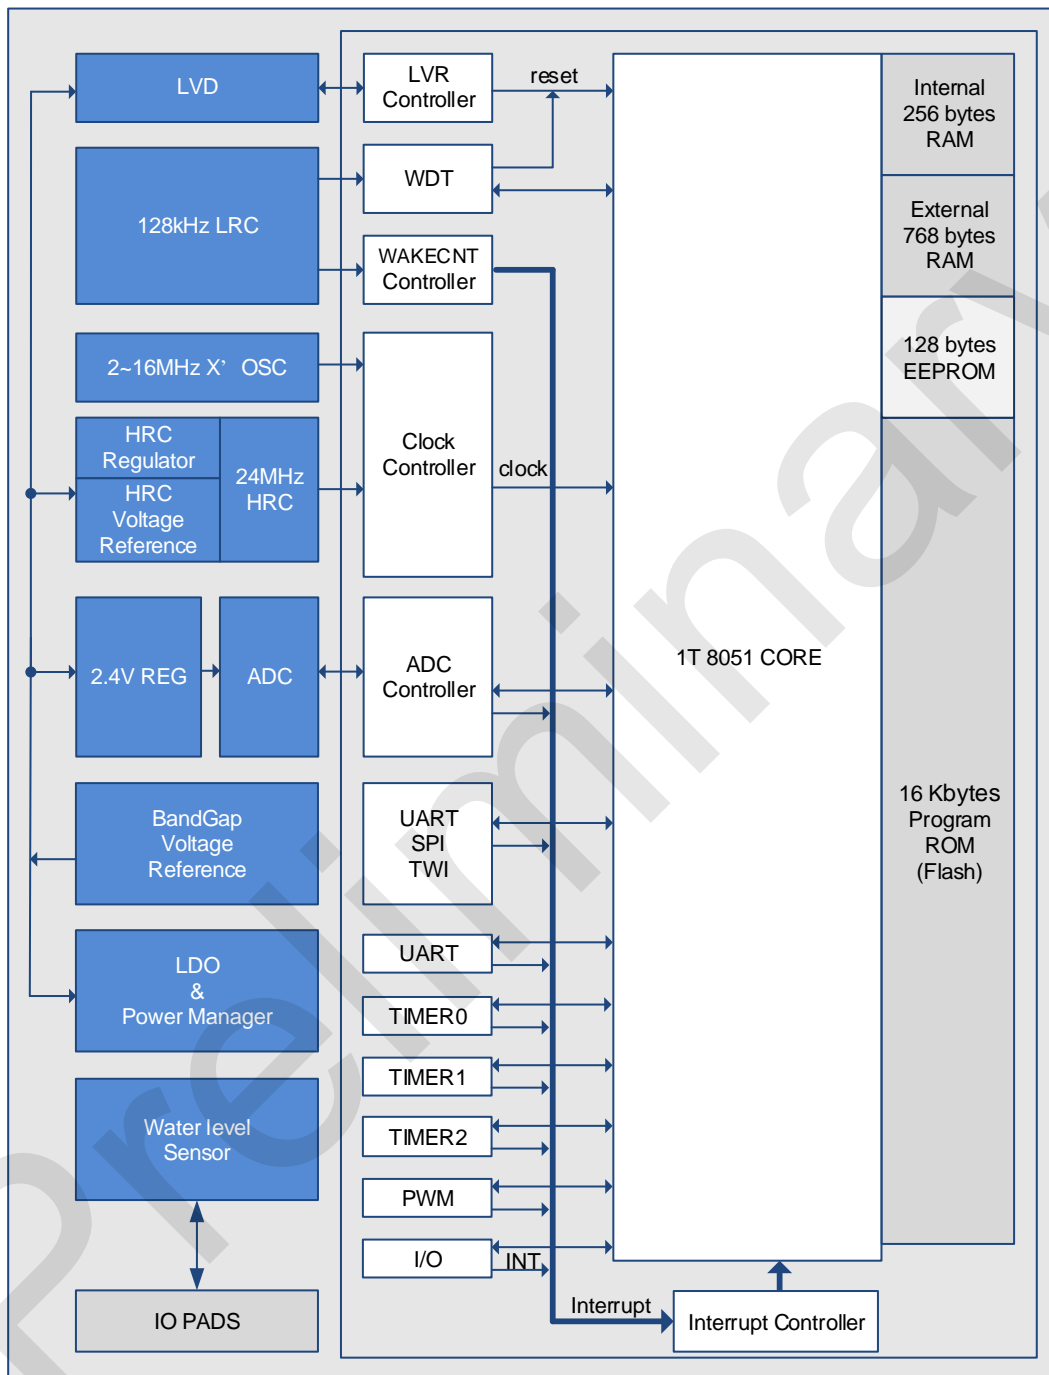 LVD
LVR
Controller
reset
Internal
256 bytes
RAM
128kHz LRC
WDT
WAKECNT
Controller
External
768 bytes
RAM
2~16MHz X’ OSC
128 bytes
EEPROM
HRC
Regulator
HRC
Voltage
Reference
24MHz
HRC
Clock
Controller
clock
2.4V REG
ADC
ADC
Controller
1T 8051 CORE
BandGap
Voltage
Reference
UART
SPI
TWI
16 Kbytes
Program
ROM
(Flash)
LDO
&
Power Manager
UART
TIMER0
TIMER1
Water level
Sensor
TIMER2
PWM
I/O
INT
IO PADS
Interrupt
Interrupt Controller
Preliminary